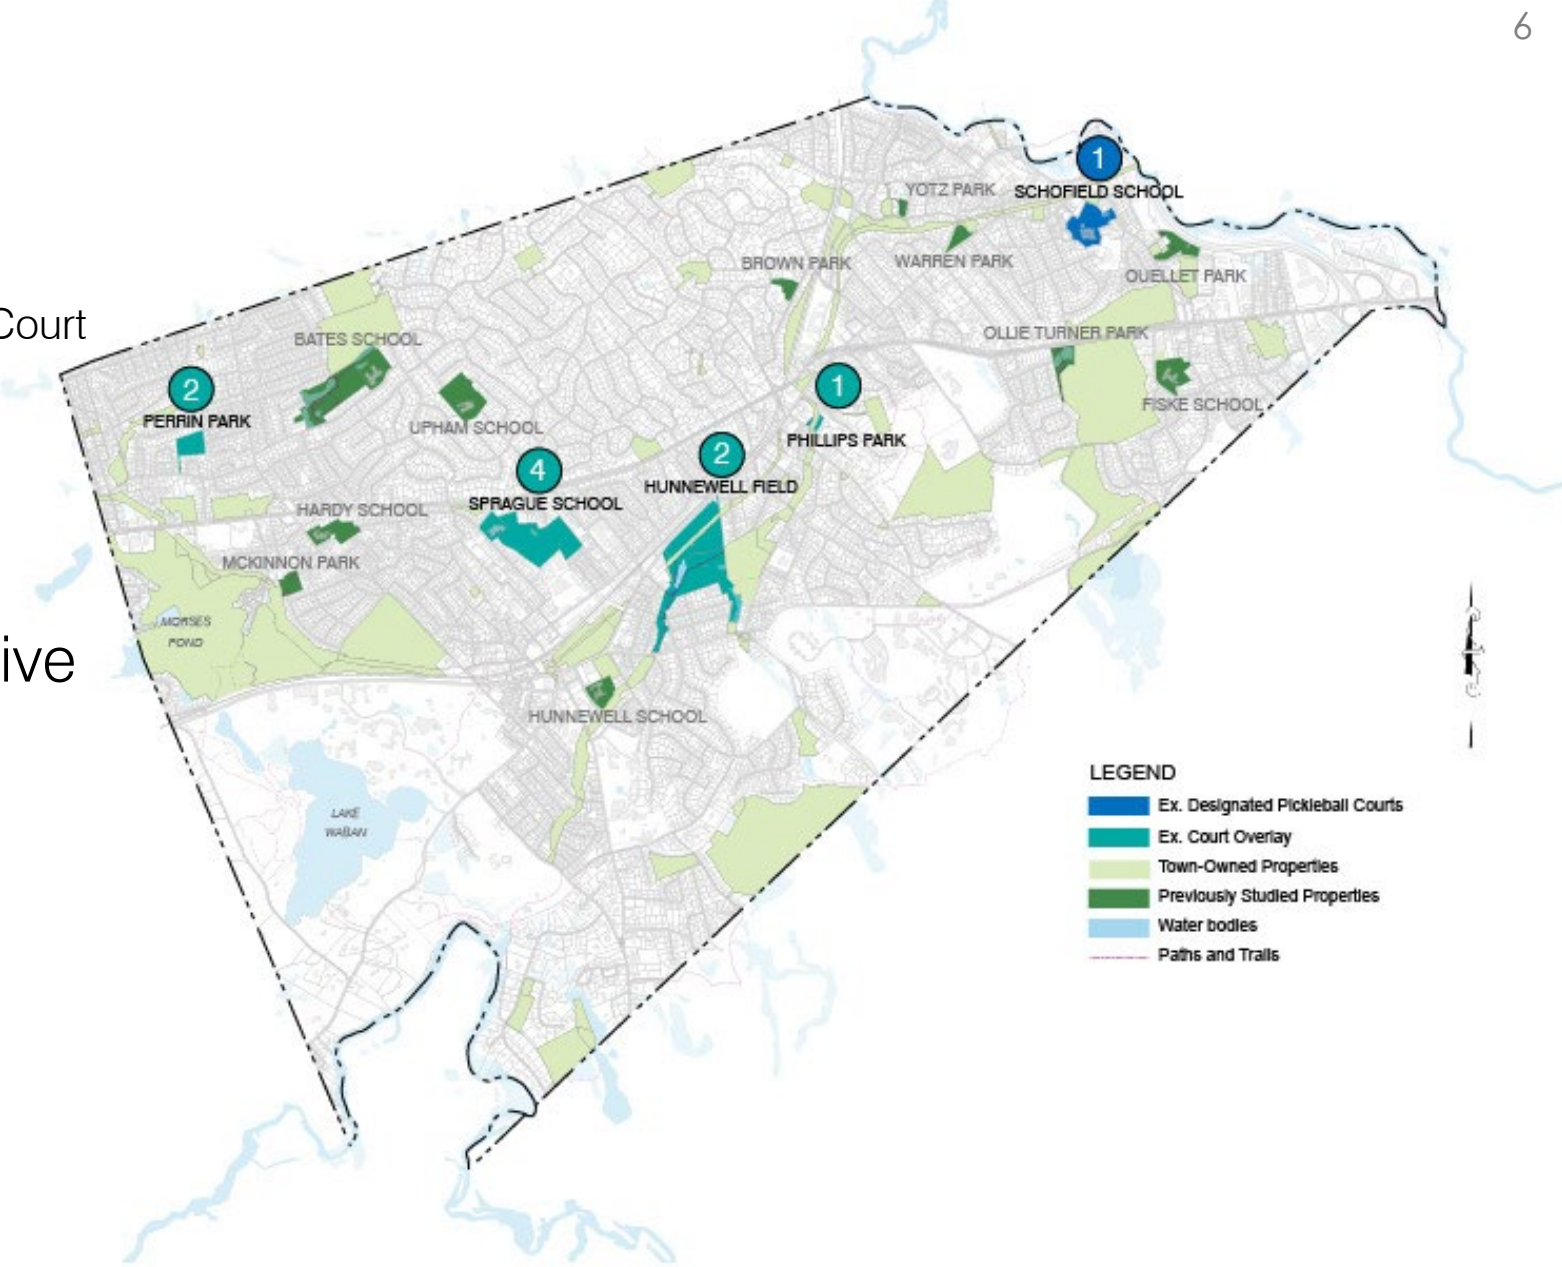 6
1
SCHOFIELD SCHOOL
YOTZ PARK
WARREN PARK
BROWN PARK
OUELLET PARK
OLLIE TURNER PARK
FISKE SCHOOL
Court
BATES SCHOOL
2
PERRIN PARK
UPHAM SCHOOL
1
PHILLIPS PARK
2
HUNNEWELL FIELD
4
SPRAGUE SCHOOL
HARDY SCHOOL
MCKINNON PARK
MORSES
POND
ive
HUNNEWELL SCHOOL
LAKE
WABAN
LEGEND
Ex. Designated Pickleball Courts
Ex. Court Overlay
Town-Owned Properties
Previously Studied Properties
Water bodies
Paths and Trails